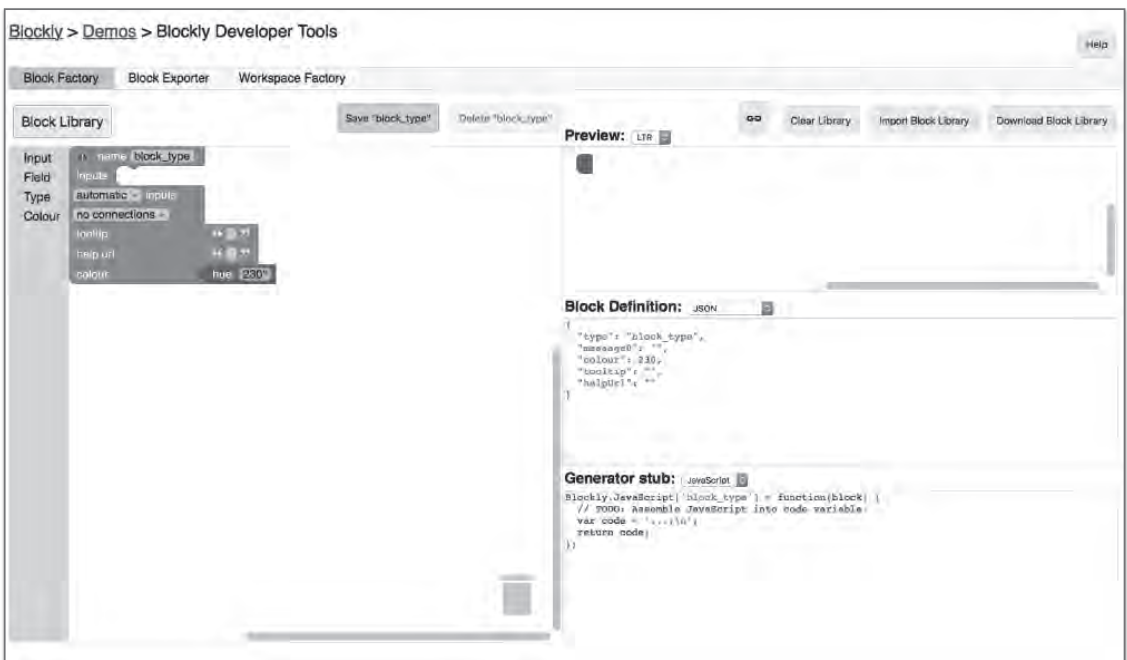 Blockly > Demos > Blockly Developer Tools
Help
Block Factory
Block Exporter
Workspace Factory
Block Library
Save "block_type"
Delete "block_type"
Clear Library
Import Block Library
Download Block Library
Input
Field
Type
Colour
name block_type
inputs
automatic inputs
no connections
tooltip “ ”
help url “ ”
colour hue: 230°
Preview: LTR
Block Definition: JSON
{
"type": "block_type",
"message0": "",
"colour": 230,
"tooltip": "",
"helpUrl": ""
}
Generator stub: JavaScript
Blockly.JavaScript['block_type'] = function(block) {
// TODO: Assemble JavaScript into code variable.
var code = '...;\n';
return code;
};